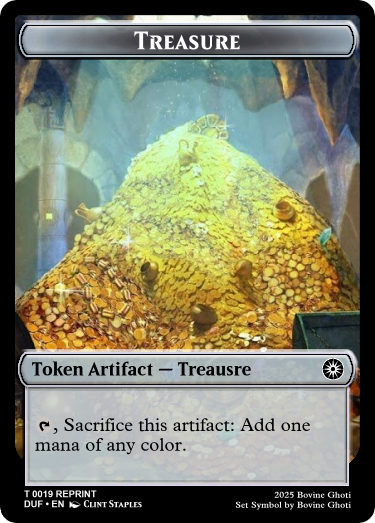 Treasure
Token Artifact — Treausre
, Sacrifice this artifact: Add one
mana of any color.
T 0019 REPRINT
DUF • EN Clint Staples
2025 Bovine Ghoti
Set Symbol by Bovine Ghoti